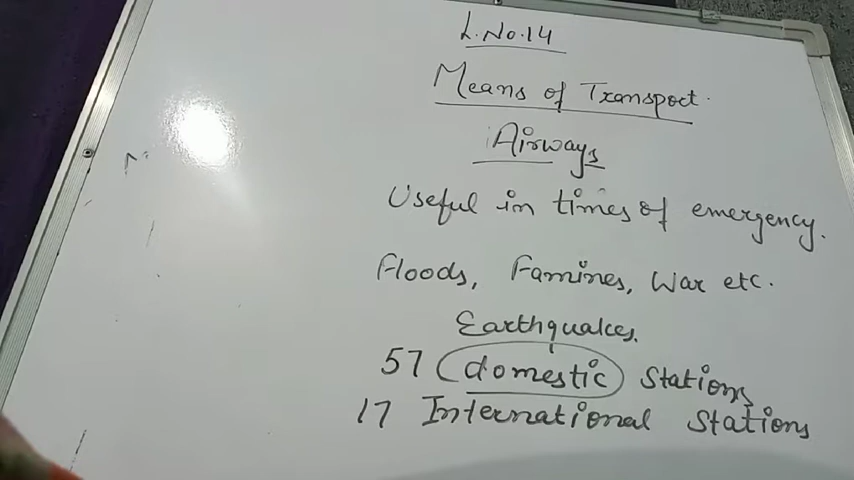 L.No.14
Means of Transport.
Airways
Useful in times of emergency.
Floods, Famines, War etc.
Earthquakes.
57 domestic Stations
17 International Stations